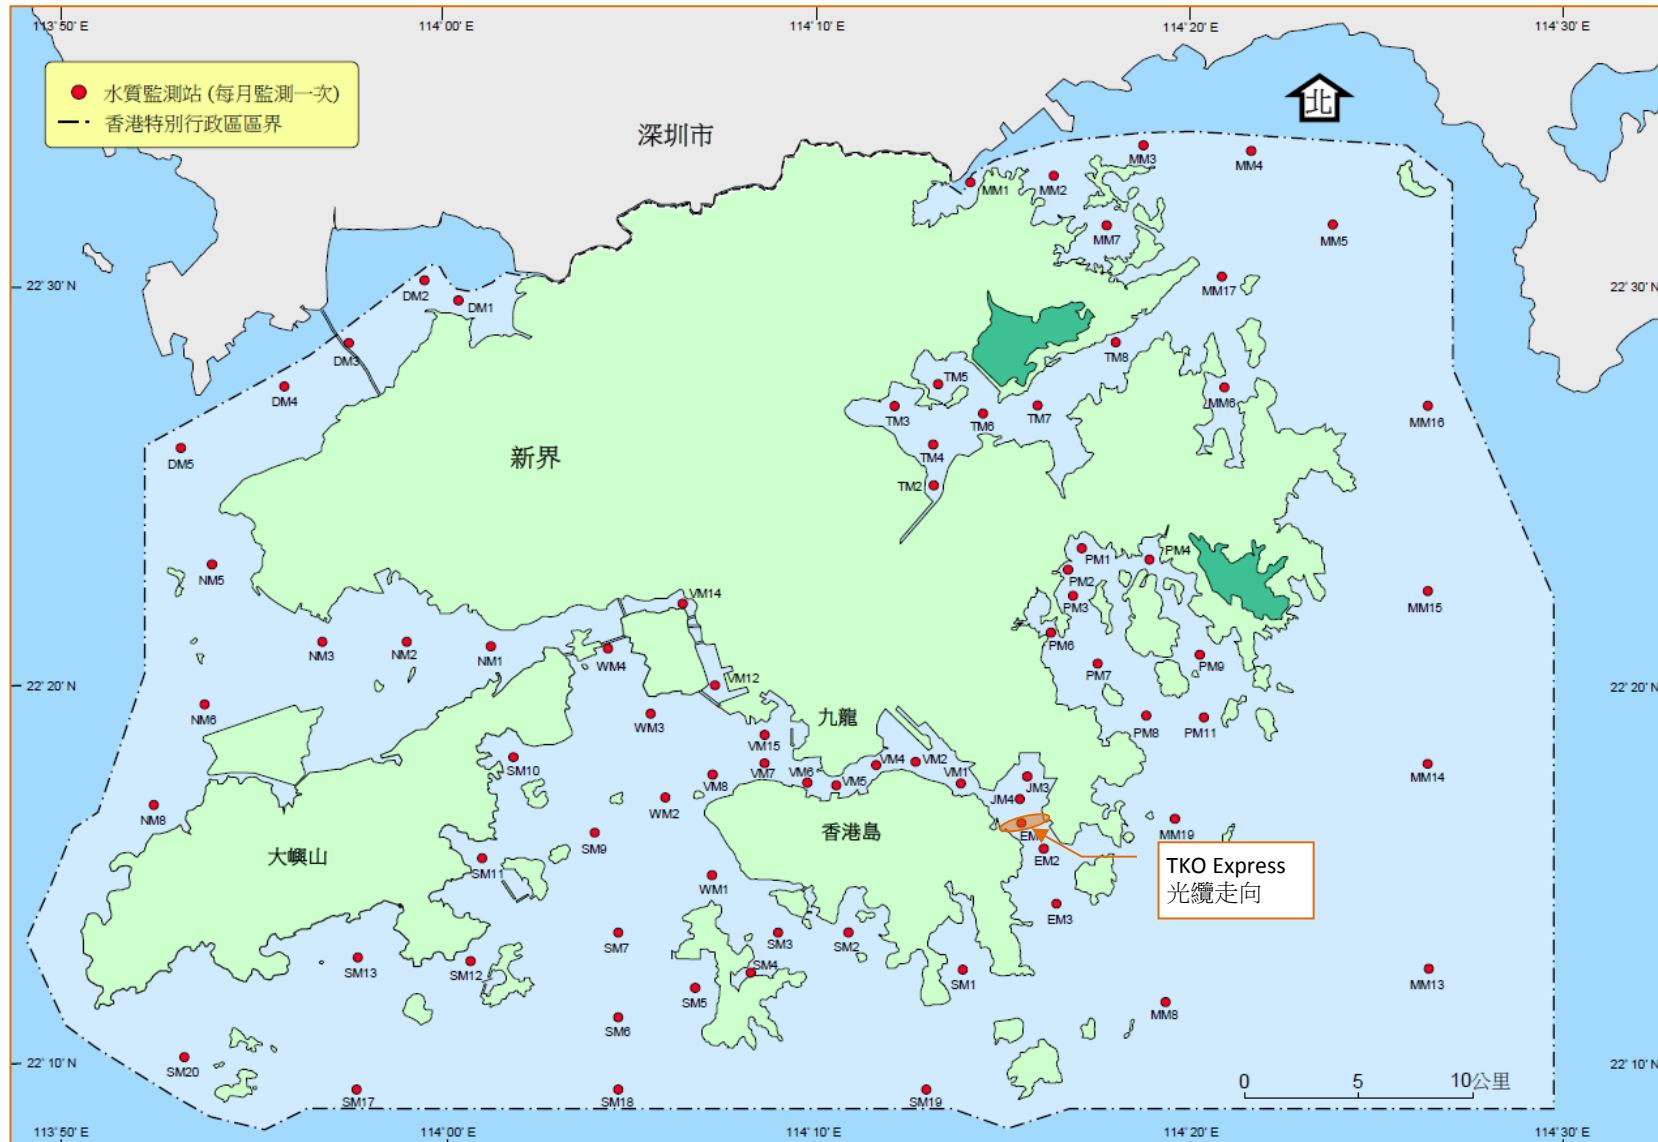 113° 50' E
114° 00' E
114° 10' E
114° 20' E
114° 30' E
水質監測站 (每月監測一次)
香港特別行政區區界
北
深圳市
MM3
MM4
MM1
MM2
MM7
MM5
22° 30' N
22° 30' N
DM2
DM1
MM17
DM3
TM8
DM4
TM5
MM6
TM3
TM6
TM7
MM16
新界
DM5
TM4
TM2
PM1
PM4
NM5
PM2
VM14
PM3
MM15
NM3
NM2
NM1
WM4
PM6
PM9
PM7
22° 20' N
VM12
22° 20' N
NM6
WM3
九龍
PM8
PM11
VM15
SM10
VM7
VM4
VM2
MM14
VM8
VM6
VM5
VM1
JM3
JM4
NM8
WM2
香港島
EM
MM19
SM9
大嶼山
EM2
SM11
TKO Express
光纜走向
WM1
EM3
SM7
SM3
SM2
SM13
SM12
SM4
SM1
MM13
SM5
MM8
SM6
22° 10' N
SM20
22° 10' N
0
5
10公里
SM17
SM18
SM19
113° 50' E
114° 00' E
114° 10' E
114° 20' E
114° 30' E